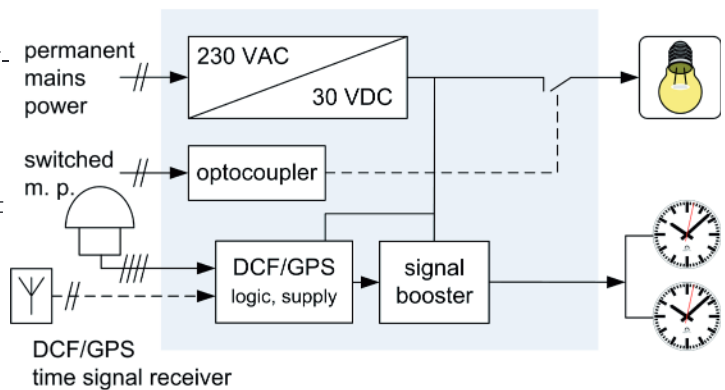 permanent
mains
power
230 VAC
30 VDC
switched
m. p.
optocoupler
DCF/GPS
logic, supply
signal
booster
DCF/GPS
time signal receiver